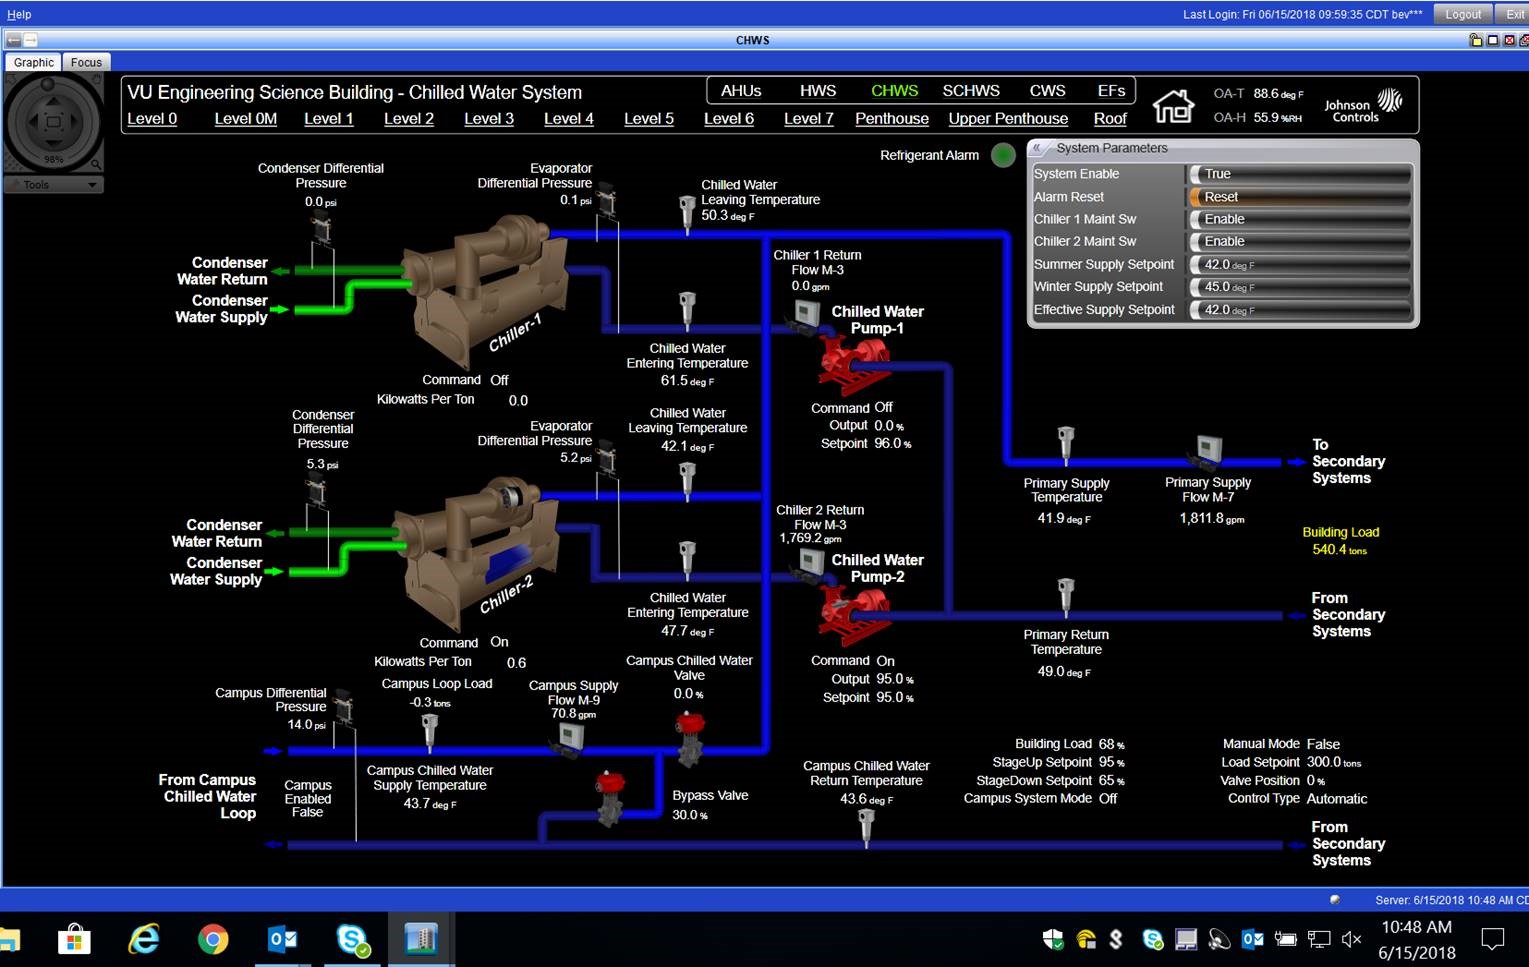 Help
Last Login: Fri 06/15/2018 09:59:35 CDT bev***
Logout
Exit
CHWS
Graphic
Focus
98%
Tools
VU Engineering Science Building - Chilled Water System
AHUs HWS CHWS SCHWS CWS EFs
Level 0 Level 0M Level 1 Level 2 Level 3 Level 4 Level 5 Level 6 Level 7 Penthouse Upper Penthouse Roof
OA-T 88.6 deg F
OA-H 55.9 %RH
Johnson
Controls
Refrigerant Alarm
System Parameters
System Enable True
Alarm Reset Reset
Chiller 1 Maint Sw Enable
Chiller 2 Maint Sw Enable
Summer Supply Setpoint 42.0 deg F
Winter Supply Setpoint 45.0 deg F
Effective Supply Setpoint 42.0 deg F
Condenser Differential
Pressure
0.0 psi
Evaporator
Differential Pressure
0.1 psi
Chilled Water
Leaving Temperature
50.3 deg F
Condenser
Water Return
Condenser
Water Supply
Chiller-1
Chiller 1 Return
Flow M-3
0.0 gpm
Chilled Water
Pump-1
Chilled Water
Entering Temperature
61.5 deg F
Command Off
Kilowatts Per Ton 0.0
Command Off
Output 0.0 %
Setpoint 96.0 %
Condenser
Differential
Pressure
5.3 psi
Evaporator
Differential Pressure
5.2 psi
Chilled Water
Leaving Temperature
42.1 deg F
To
Secondary
Systems
Primary Supply
Temperature
41.9 deg F
Primary Supply
Flow M-7
1,811.8 gpm
Building Load
540.4 tons
Condenser
Water Return
Condenser
Water Supply
Chiller-2
Chiller 2 Return
Flow M-3
1,769.2 gpm
Chilled Water
Pump-2
Chilled Water
Entering Temperature
47.7 deg F
From
Secondary
Systems
Primary Return
Temperature
49.0 deg F
Command On
Kilowatts Per Ton 0.6
Command On
Output 95.0 %
Setpoint 95.0 %
Campus Chilled Water
Valve
0.0 %
Campus Loop Load
-0.3 tons
Campus Supply
Flow M-9
70.8 gpm
Campus Differential
Pressure
14.0 psi
From Campus
Chilled Water
Loop
Campus
Enabled
False
Campus Chilled Water
Supply Temperature
43.7 deg F
Bypass Valve
30.0 %
Campus Chilled Water
Return Temperature
43.6 deg F
Building Load 68 %
StageUp Setpoint 95 %
StageDown Setpoint 65 %
Campus System Mode Off
Manual Mode False
Load Setpoint 300.0 tons
Valve Position 0 %
Control Type Automatic
From
Secondary
Systems
Server: 6/15/2018 10:48 AM CD
10:48 AM
6/15/2018